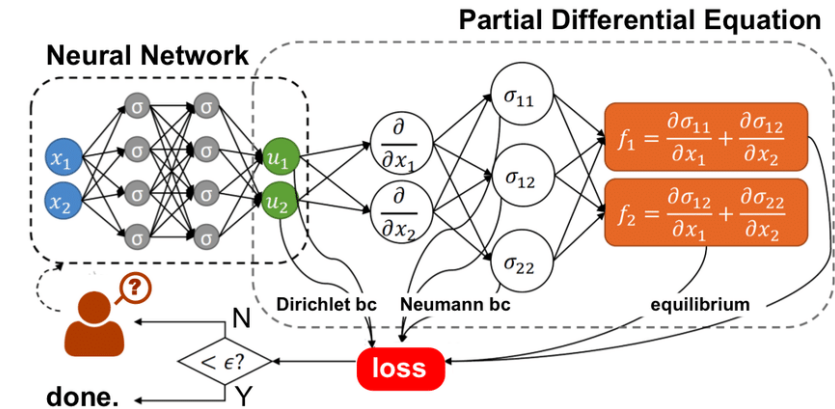 Partial Differential Equation
Neural Network
σ σ
x₁ σ σ u₁ ∂/∂x₁ σ₁₁ f₁ = ∂σ₁₁/∂x₁ + ∂σ₁₂/∂x₂
x₂ σ σ u₂ ∂/∂x₂ σ₁₂ f₂ = ∂σ₁₂/∂x₁ + ∂σ₂₂/∂x₂
σ σ σ₂₂
?
Dirichlet bc Neumann bc equilibrium
N
< ϵ?
loss
done. Y